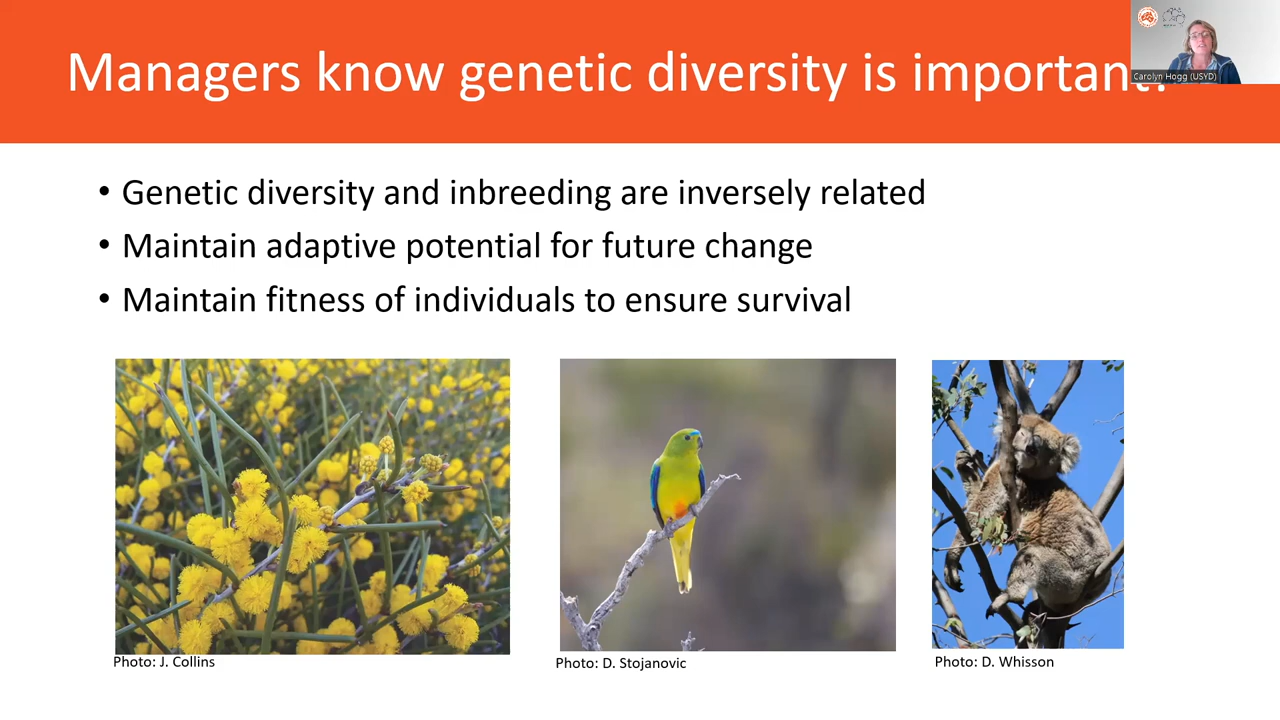 Managers know genetic diversity is important
Carolyn Hogg (USYD)
• Genetic diversity and inbreeding are inversely related
• Maintain adaptive potential for future change
• Maintain fitness of individuals to ensure survival
Photo: J. Collins
Photo: D. Stojanovic
Photo: D. Whisson